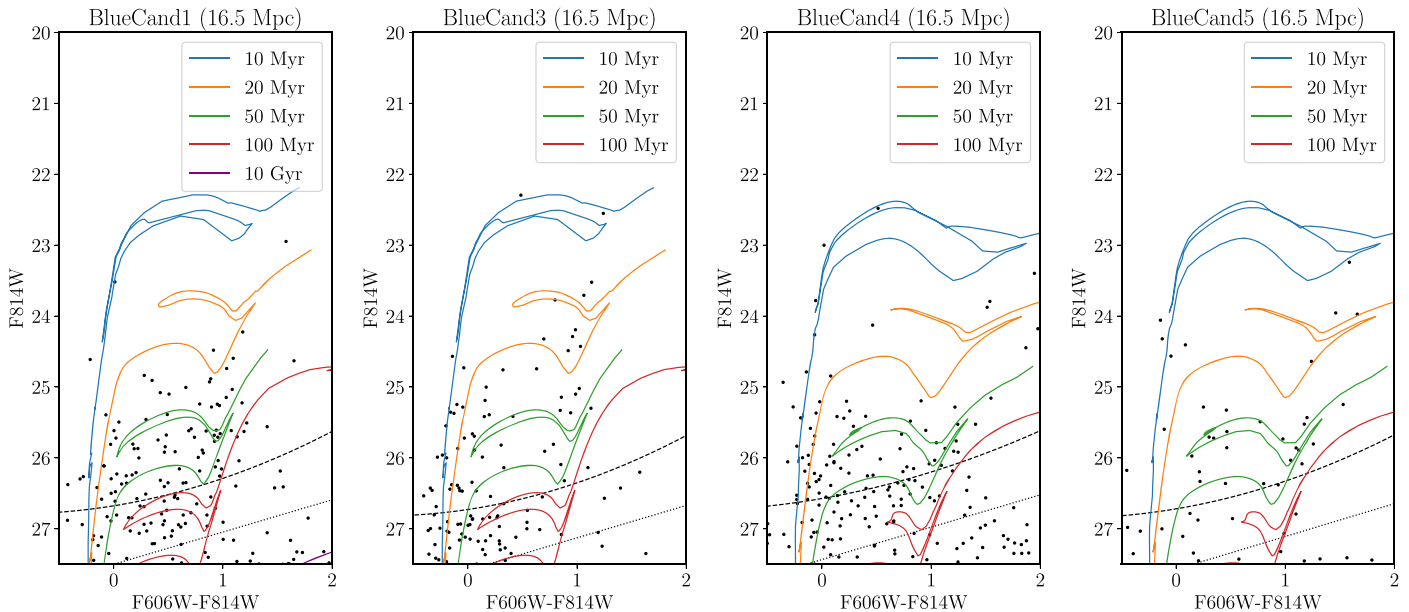 BlueCand1 (16.5 Mpc)
20
21
22
23
24
25
26
27
F814W
10 Myr
20 Myr
50 Myr
100 Myr
10 Gyr
0
1
2
F606W-F814W
BlueCand3 (16.5 Mpc)
20
21
22
23
24
25
26
27
F814W
10 Myr
20 Myr
50 Myr
100 Myr
0
1
2
F606W-F814W
BlueCand4 (16.5 Mpc)
20
21
22
23
24
25
26
27
F814W
10 Myr
20 Myr
50 Myr
100 Myr
0
1
2
F606W-F814W
BlueCand5 (16.5 Mpc)
20
21
22
23
24
25
26
27
F814W
10 Myr
20 Myr
50 Myr
100 Myr
0
1
2
F606W-F814W